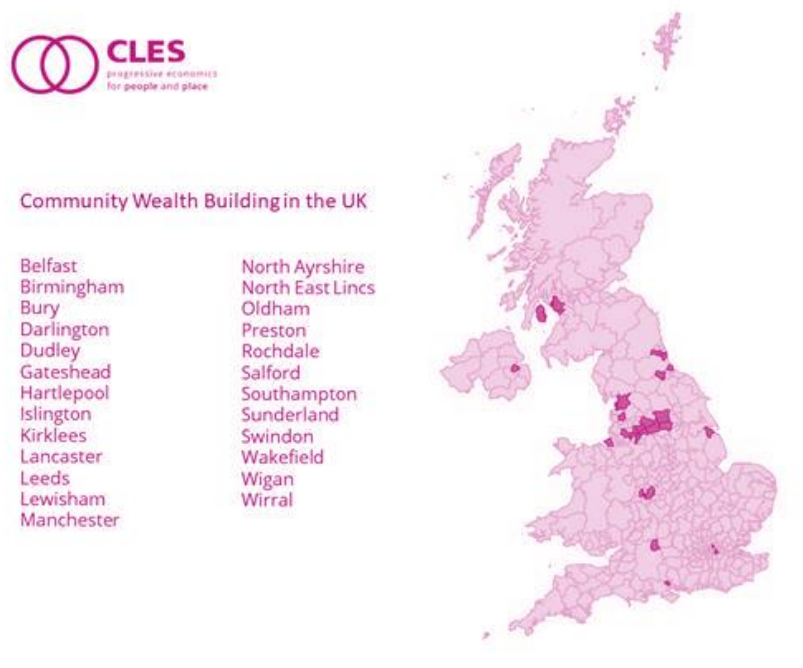 CLES
progressive economics
for people and place
Community Wealth Building in the UK
Belfast
Birmingham
Bury
Darlington
Dudley
Gateshead
Hartlepool
Islington
Kirklees
Lancaster
Leeds
Lewisham
Manchester
North Ayrshire
North East Lincs
Oldham
Preston
Rochdale
Salford
Southampton
Sunderland
Swindon
Wakefield
Wigan
Wirral